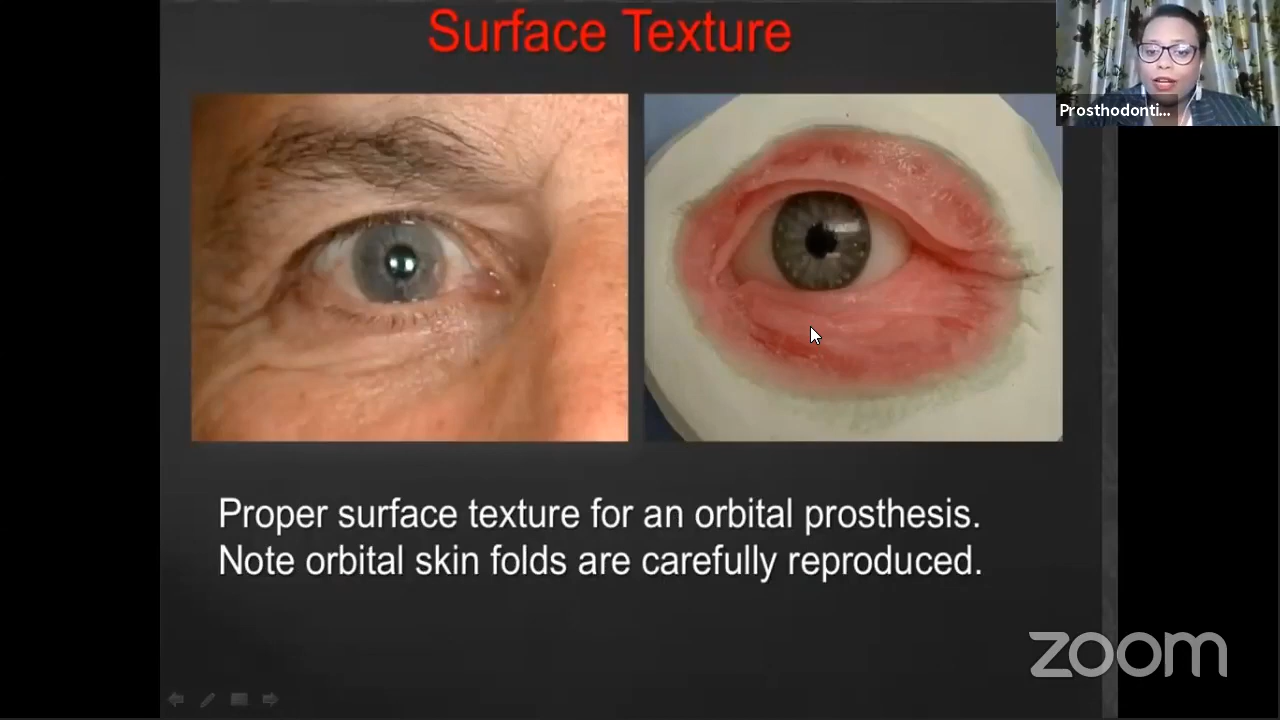 Surface Texture
Prosthodonti...
Proper surface texture for an orbital prosthesis.
Note orbital skin folds are carefully reproduced.
zoom